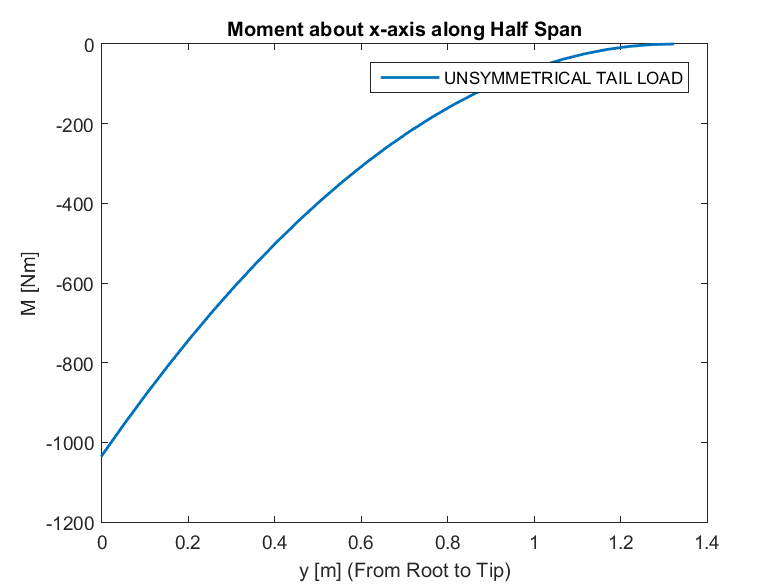 Moment about x-axis along Half Span
UNSYMMETRICAL TAIL LOAD
0
-200
-400
-600
-800
-1000
-1200
M [Nm]
0 0.2 0.4 0.6 0.8 1 1.2 1.4
y [m] (From Root to Tip)